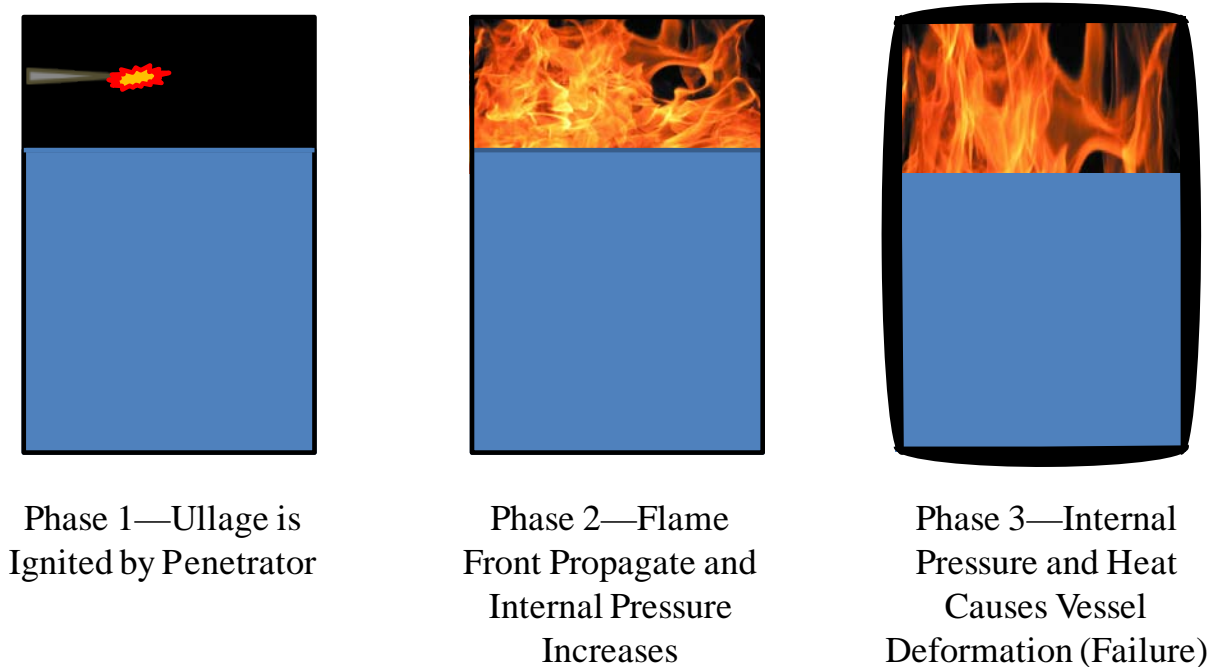 Phase 1—Ullage is
Ignited by Penetrator
Phase 2—Flame
Front Propagate and
Internal Pressure
Increases
Phase 3—Internal
Pressure and Heat
Causes Vessel
Deformation (Failure)